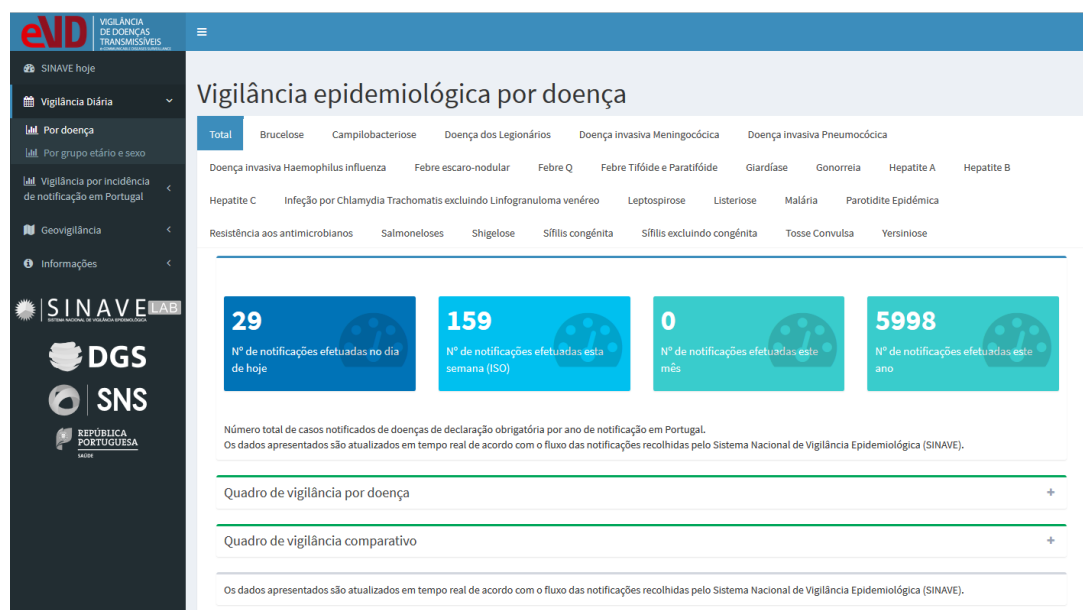 eVD
VIGILÂNCIA
DE DOENÇAS
TRANSMISSÍVEIS
SINAVE hoje
Vigilância Diária
Por doença
Por grupo etário e sexo
Vigilância por incidência
de notificação em Portugal
Geovigilância
Informações
SINAVE LAB
SISTEMA NACIONAL DE VIGILÂNCIA EPIDEMIOLÓGICA
DGS
SNS
REPÚBLICA
PORTUGUESA
SAÚDE
Vigilância epidemiológica por doença
Total Brucelose Campilobacteriose Doença dos Legionários Doença invasiva Meningocócica Doença invasiva Pneumocócica
Doença invasiva Haemophilus influenza Febre escaro-nodular Febre Q Febre Tifóide e Paratifóide Giardíase Gonorreia Hepatite A Hepatite B
Hepatite C Infeção por Chlamydia Trachomatis excluindo Linfogranuloma venéreo Leptospirose Listeriose Malária Parotidite Epidémica
Resistência aos antimicrobianos Salmoneloses Shigelose Sífilis congénita Sífilis excluindo congénita Tosse Convulsa Yersiniose
29
Nº de notificações efetuadas no dia
de hoje
159
Nº de notificações efetuadas esta
semana (ISO)
0
Nº de notificações efetuadas este
mês
5998
Nº de notificações efetuadas este
ano
Número total de casos notificados de doenças de declaração obrigatória por ano de notificação em Portugal.
Os dados apresentados são atualizados em tempo real de acordo com o fluxo das notificações recolhidas pelo Sistema Nacional de Vigilância Epidemiológica (SINAVE).
Quadro de vigilância por doença +
Quadro de vigilância comparativo +
Os dados apresentados são atualizados em tempo real de acordo com o fluxo das notificações recolhidas pelo Sistema Nacional de Vigilância Epidemiológica (SINAVE).